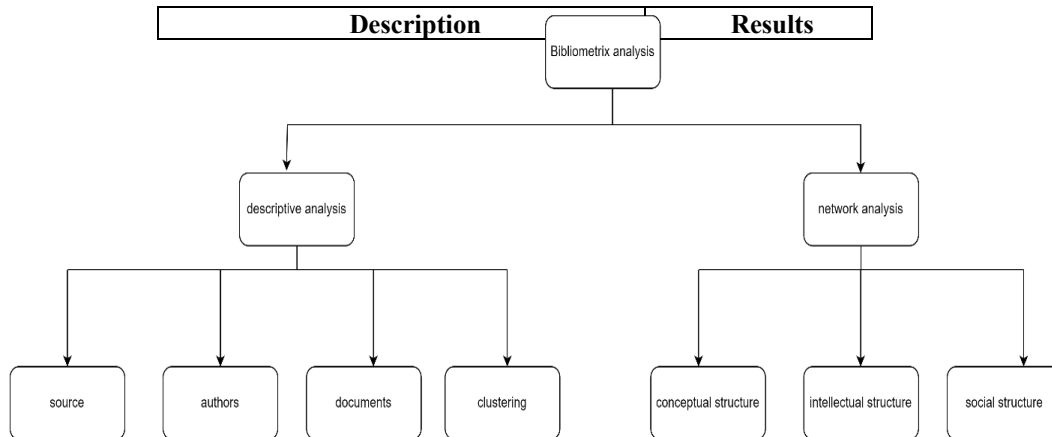 Description
Results
Bibliometrix analysis
descriptive analysis
network analysis
source
authors
documents
clustering
conceptual structure
intellectual structure
social structure